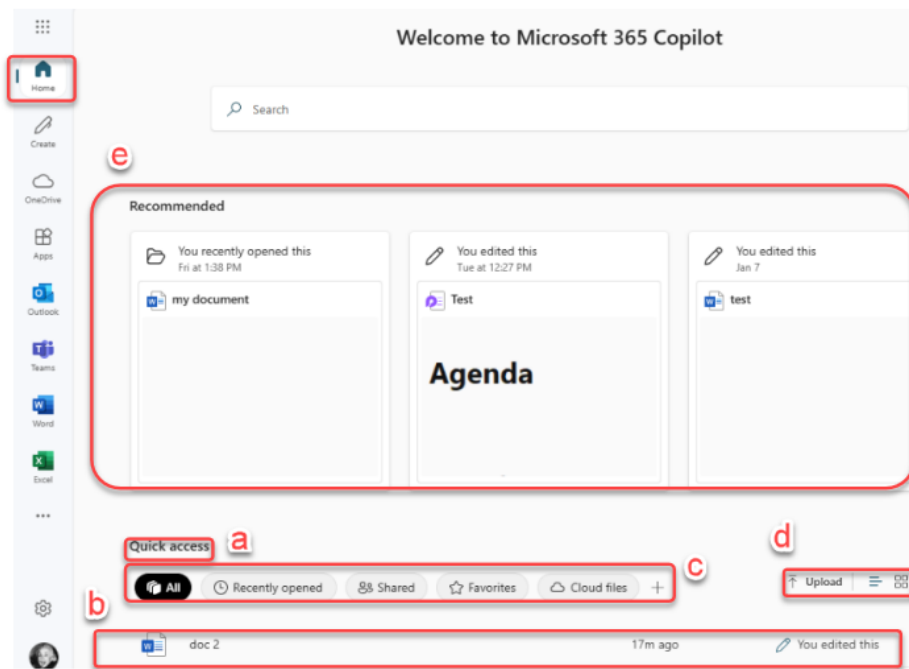 Welcome to Microsoft 365 Copilot
Home
Search
Create
e
OneDrive
Recommended
Apps
You recently opened this
Fri at 1:38 PM
You edited this
Tue at 12:27 PM
You edited this
Jan 7
Outlook
my document
Test
test
Teams
Agenda
Word
Excel
Quick access
a
d
All
Recently opened
Shared
Favorites
Cloud files
c
Upload
b
doc 2
17m ago
You edited this